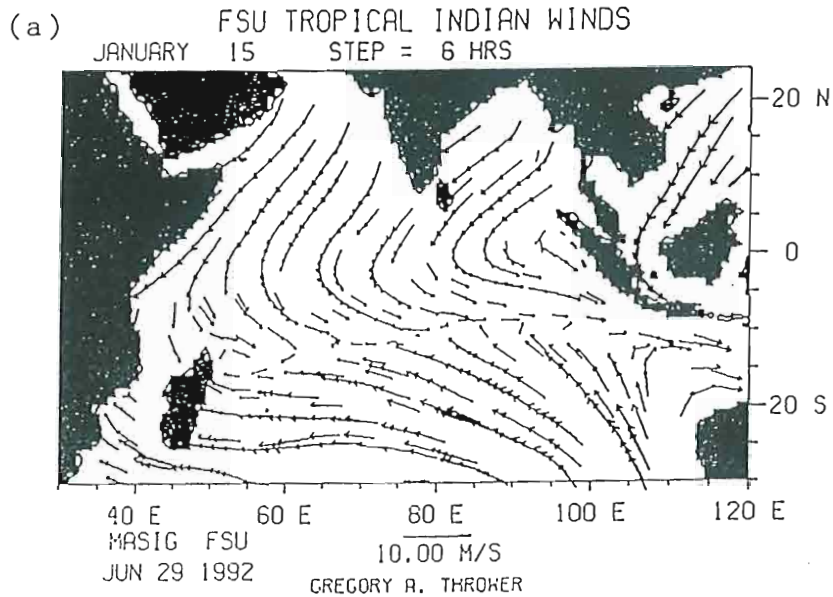 (a)
FSU TROPICAL INDIAN WINDS
JANUARY 15 STEP = 6 HRS
20 N
0
20 S
40 E 60 E 80 E 100 E 120 E
MASIG FSU
10.00 M/S
JUN 29 1992
GREGORY A. THROWER